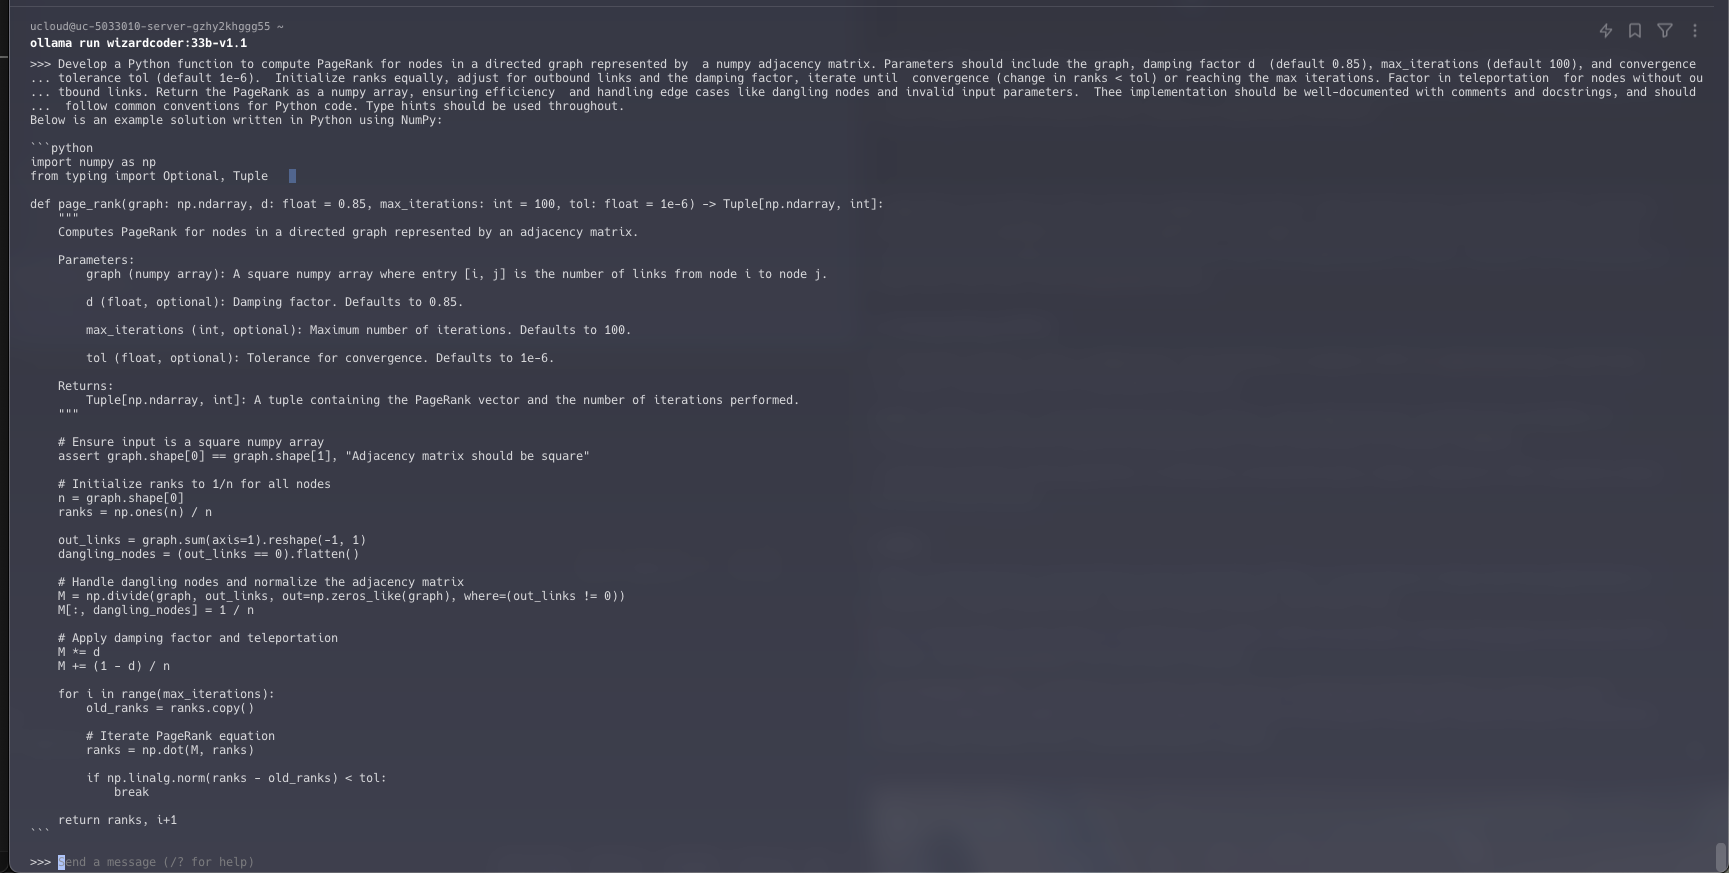 ucloud@uc-5033010-server-gzhy2khggg55 ~
ollama run wizardcoder:33b-v1.1
>>> Develop a Python function to compute PageRank for nodes in a directed graph represented by  a numpy adjacency matrix. Parameters should include the graph, damping factor d  (default 0.85), max_iterations (default 100), and convergence
... tolerance tol (default 1e-6).  Initialize ranks equally, adjust for outbound links and the damping factor, iterate until  convergence (change in ranks < tol) or reaching the max iterations. Factor in teleportation  for nodes without ou
... tbound links. Return the PageRank as a numpy array, ensuring efficiency  and handling edge cases like dangling nodes and invalid input parameters.  Thee implementation should be well-documented with comments and docstrings, and should
...  follow common conventions for Python code. Type hints should be used throughout.
Below is an example solution written in Python using NumPy:

```python
import numpy as np
from typing import Optional, Tuple

def page_rank(graph: np.ndarray, d: float = 0.85, max_iterations: int = 100, tol: float = 1e-6) -> Tuple[np.ndarray, int]:
    """
    Computes PageRank for nodes in a directed graph represented by an adjacency matrix.

    Parameters:
        graph (numpy array): A square numpy array where entry [i, j] is the number of links from node i to node j.

        d (float, optional): Damping factor. Defaults to 0.85.

        max_iterations (int, optional): Maximum number of iterations. Defaults to 100.

        tol (float, optional): Tolerance for convergence. Defaults to 1e-6.

    Returns:
        Tuple[np.ndarray, int]: A tuple containing the PageRank vector and the number of iterations performed.
    """

    # Ensure input is a square numpy array
    assert graph.shape[0] == graph.shape[1], "Adjacency matrix should be square"

    # Initialize ranks to 1/n for all nodes
    n = graph.shape[0]
    ranks = np.ones(n) / n

    out_links = graph.sum(axis=1).reshape(-1, 1)
    dangling_nodes = (out_links == 0).flatten()

    # Handle dangling nodes and normalize the adjacency matrix
    M = np.divide(graph, out_links, out=np.zeros_like(graph), where=(out_links != 0))
    M[:, dangling_nodes] = 1 / n

    # Apply damping factor and teleportation
    M *= d
    M += (1 - d) / n

    for i in range(max_iterations):
        old_ranks = ranks.copy()

        # Iterate PageRank equation
        ranks = np.dot(M, ranks)

        if np.linalg.norm(ranks - old_ranks) < tol:
            break

    return ranks, i+1
```

>>> Send a message (/? for help)